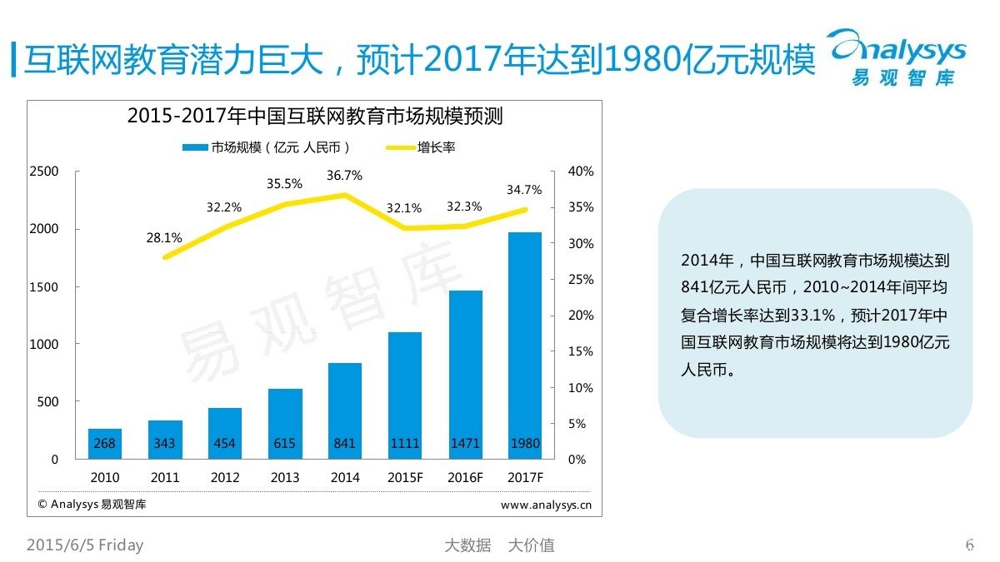 互联网教育潜力巨大，预计2017年达到1980亿元规模
Analysys
易观智库
2015-2017年中国互联网教育市场规模预测
市场规模（亿元 人民币） 增长率
2500 40%
2000 35%
1500 30%
1000 25%
500 20%
0 15%
10%
5%
0%
28.1% 32.2% 35.5% 36.7% 32.1% 32.3% 34.7%
268 343 454 615 841 1111 1471 1980
2010 2011 2012 2013 2014 2015F 2016F 2017F
易观智库
© Analysys 易观智库 www.analysys.cn
2014年，中国互联网教育市场规模达到
841亿元人民币，2010~2014年间平均
复合增长率达到33.1%，预计2017年中
国互联网教育市场规模将达到1980亿元
人民币。
2015/6/5 Friday 大数据 大价值 6